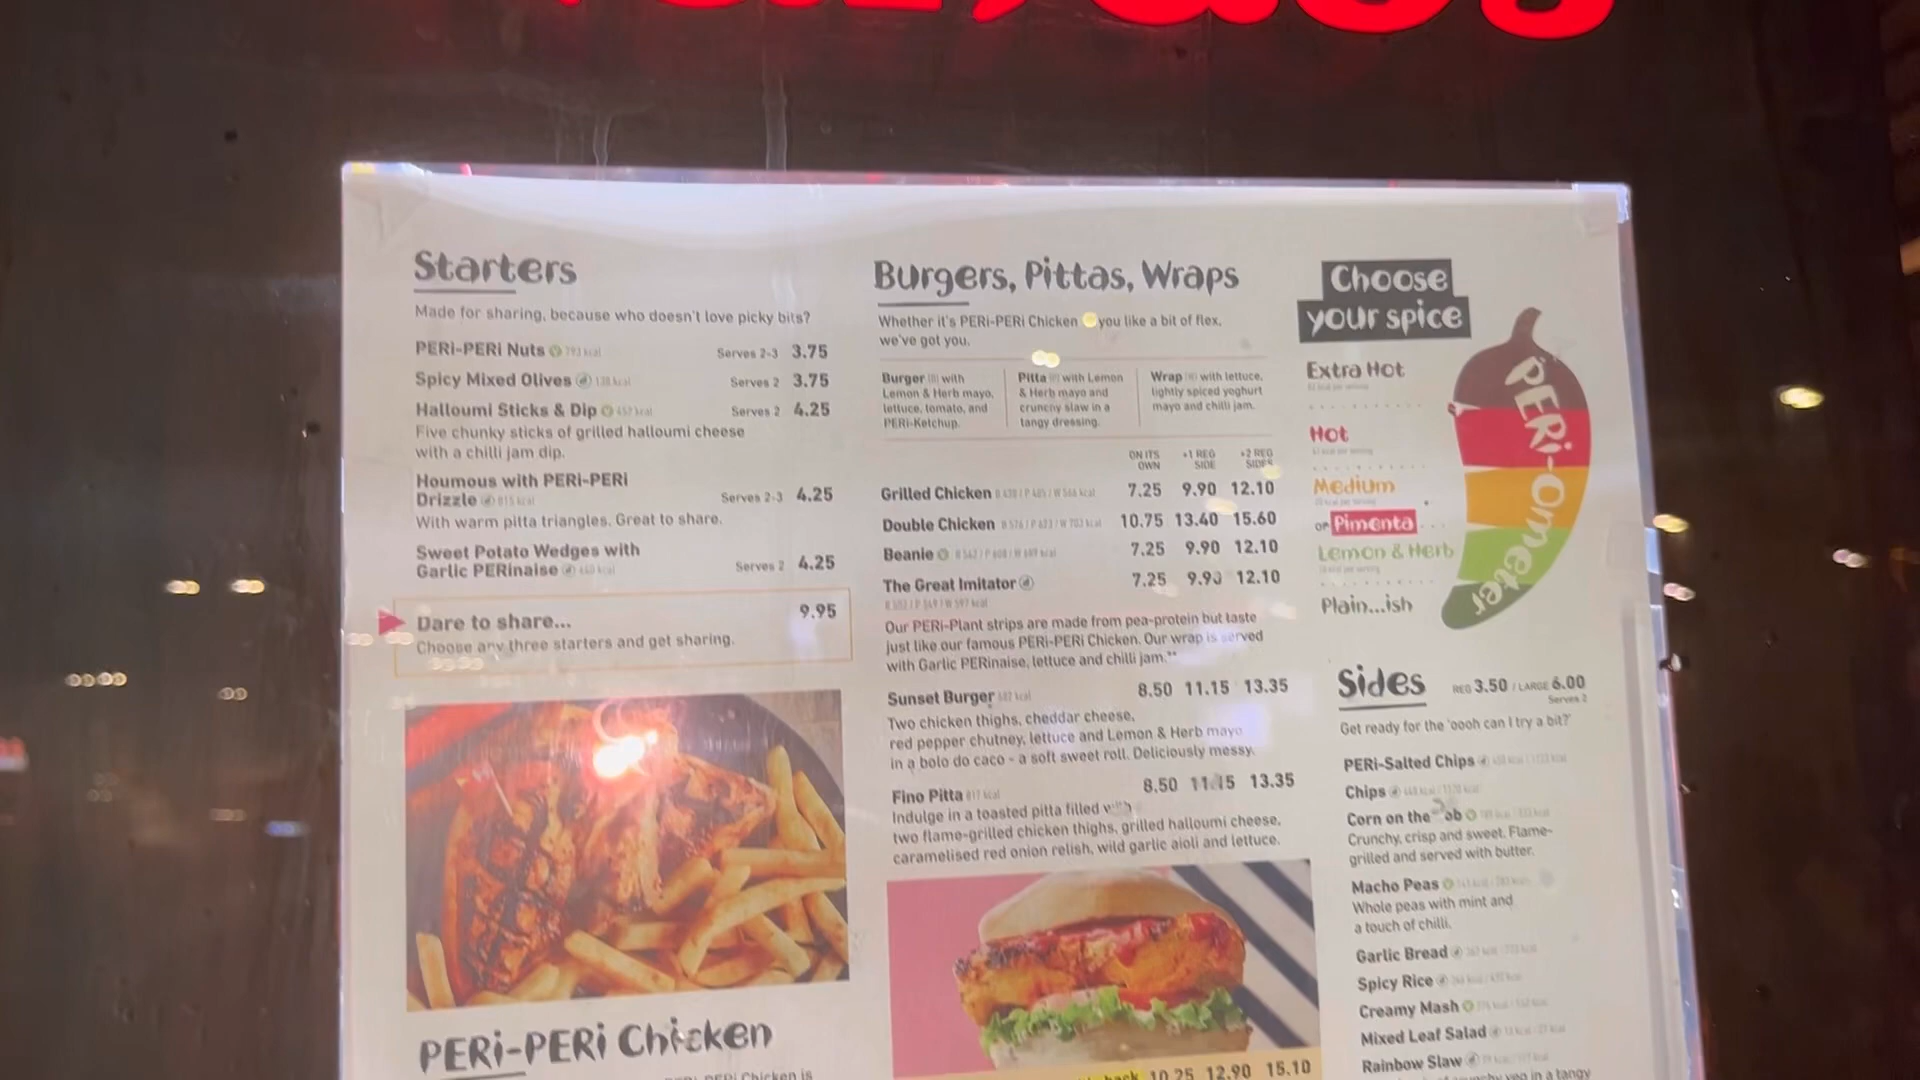 Starters
Made for sharing, because who doesn't love picky bits?
PERi-PERi Nuts Serves 2-3 3.75
Spicy Mixed Olives Serves 2 3.75
Halloumi Sticks & Dip Serves 2 4.25
Five chunky sticks of grilled halloumi cheese
with a chilli jam dip.
Houmous with PERi-PERi
Drizzle Serves 2-3 4.25
With warm pitta triangles. Great to share.
Sweet Potato Wedges with
Garlic PERinaise Serves 2 4.25
Dare to share... 9.95
Choose any three starters and get sharing.
PERi-PERi Chicken
Burgers, Pittas, Wraps
Whether it's PERi-PERi Chicken you like a bit of flex,
we've got you.
Burger with
Lemon & Herb mayo,
lettuce, tomato, and
PERi-Ketchup.
Pitta with Lemon
& Herb mayo and
crunchy slaw in a
tangy dressing.
Wrap with lettuce,
lightly spiced yoghurt
mayo and chilli jam.
ON ITS OWN +1 REG SIDE +2 REG SIDES
Grilled Chicken 7.25 9.90 12.10
Double Chicken 10.75 13.40 15.60
Beanie 7.25 9.90 12.10
The Great Imitator 7.25 9.90 12.10
Our PERi-Plant strips are made from pea-protein but taste
just like our famous PERi-PERi Chicken. Our wrap is served
with Garlic PERinaise, lettuce and chilli jam.**
Sunset Burger 8.50 11.15 13.35
Two chicken thighs, cheddar cheese,
red pepper chutney, lettuce and Lemon & Herb mayo
in a bolo do caco - a soft sweet roll. Deliciously messy.
Fino Pitta 8.50 11.15 13.35
Indulge in a toasted pitta filled with
two flame-grilled chicken thighs, grilled halloumi cheese,
caramelised red onion relish, wild garlic aioli and lettuce.
10.25 12.90 15.10
Choose
your spice
Extra Hot
Hot
Medium
or Pimenta
Lemon & Herb
Plain...ish
PERi-Ometer
Sides REG 3.50 / LARGE 6.00
Serves 2
Get ready for the 'oooh can I try a bit?'
PERi-Salted Chips
Chips
Corn on the
Crunchy, crisp and sweet. Flame-
grilled and served with butter.
Macho Peas
Whole peas with mint and
a touch of chilli.
Garlic Bread
Spicy Rice
Creamy Mash
Mixed Leaf Salad
Rainbow Slaw
in a tangy